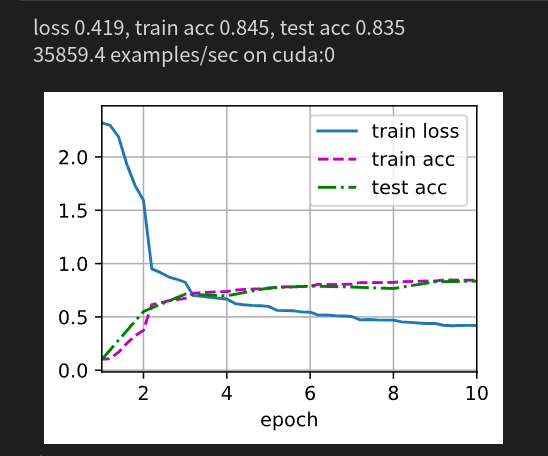 loss 0.419, train acc 0.845, test acc 0.835
35859.4 examples/sec on cuda:0
train loss
train acc
test acc
2.0
1.5
1.0
0.5
0.0
2 4 6 8 10
epoch